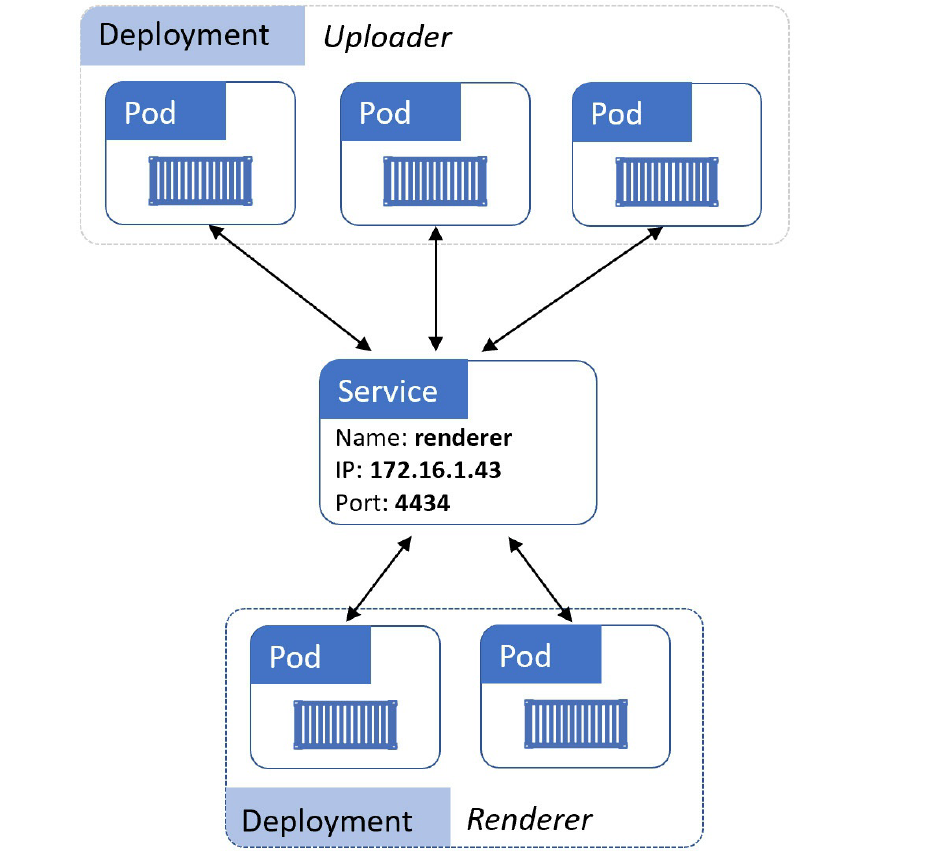 Deployment Uploader
Pod Pod Pod
Service
Name: renderer
IP: 172.16.1.43
Port: 4434
Pod Pod
Deployment Renderer